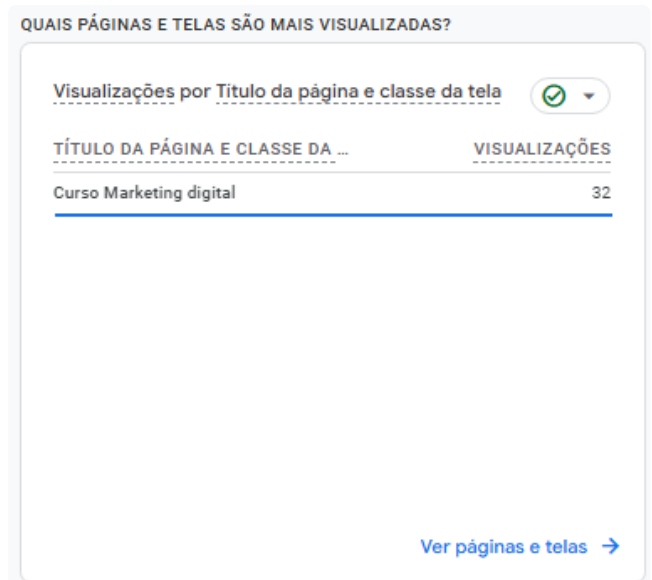 QUAIS PÁGINAS E TELAS SÃO MAIS VISUALIZADAS?
Visualizações por Título da página e classe da tela
TÍTULO DA PÁGINA E CLASSE DA ... VISUALIZAÇÕES
Curso Marketing digital 32
Ver páginas e telas